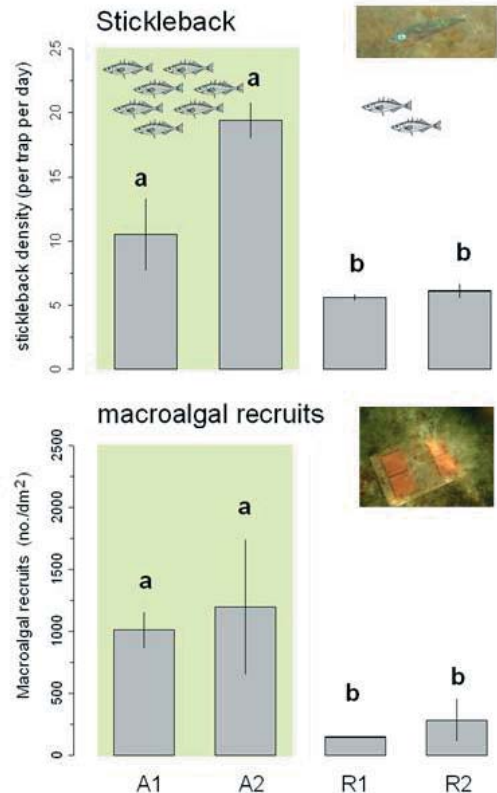 Stickleback
stickleback density (per trap per day)
25
20
15
10
5
0
a
a
b
b
macroalgal recruits
Macroalgal recruits (no./dm²)
2500
2000
1500
1000
500
0
a
a
b
b
A1 A2 R1 R2